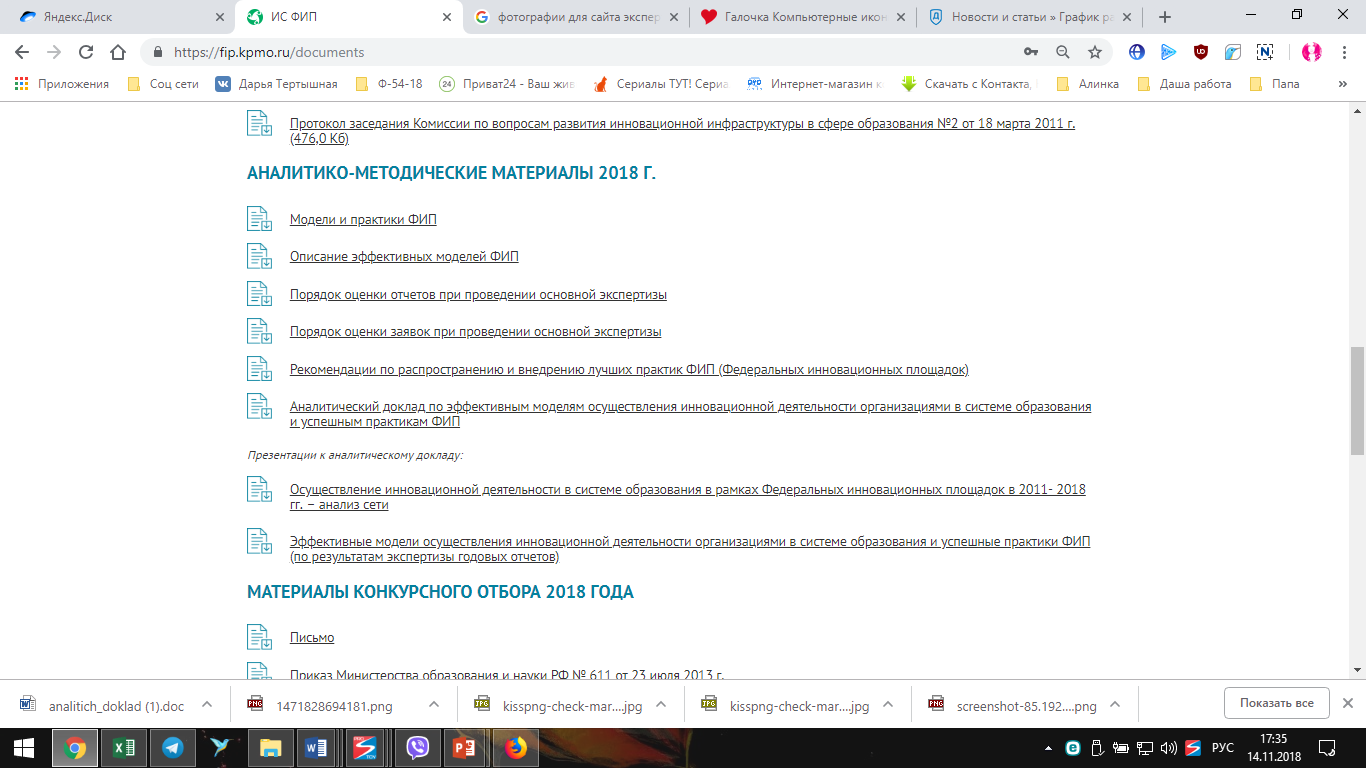 Яндекс.Диск
ИС ФИП
фотографии для сайта экспер
Галочка Компьютерные икон
Новости и статьи » График ра
https://fip.kpmo.ru/documents
Приложения
Соц сети
Дарья Тертышная
Ф-54-18
24
Приват24 - Ваш жив
Сериалы ТУТ! Сериа
Интернет-магазин к
Скачать с Контакта,
Алинка
Даша работа
Папа
»
Протокол заседания Комиссии по вопросам развития инновационной инфраструктуры в сфере образования №2 от 18 марта 2011 г.
(476,0 Кб)
АНАЛИТИКО-МЕТОДИЧЕСКИЕ МАТЕРИАЛЫ 2018 Г.
Модели и практики ФИП
Описание эффективных моделей ФИП
Порядок оценки отчетов при проведении основной экспертизы
Порядок оценки заявок при проведении основной экспертизы
Рекомендации по распространению и внедрению лучших практик ФИП (Федеральных инновационных площадок)
Аналитический доклад по эффективным моделям осуществления инновационной деятельности организациями в системе образования
и успешным практикам ФИП
Презентации к аналитическому докладу:
Осуществление инновационной деятельности в системе образования в рамках Федеральных инновационных площадок в 2011- 2018
гг. – анализ сети
Эффективные модели осуществления инновационной деятельности организациями в системе образования и успешные практики ФИП
(по результатам экспертизы годовых отчетов)
МАТЕРИАЛЫ КОНКУРСНОГО ОТБОРА 2018 ГОДА
Письмо
Приказ Министерства образования и науки РФ № 611 от 23 июля 2013 г.
analitich_doklad (1).doc
1471828694181.png
kisspng-check-mar....jpg
kisspng-check-mar....jpg
screenshot-85.192....png
Показать все
РУС
17:35
14.11.2018